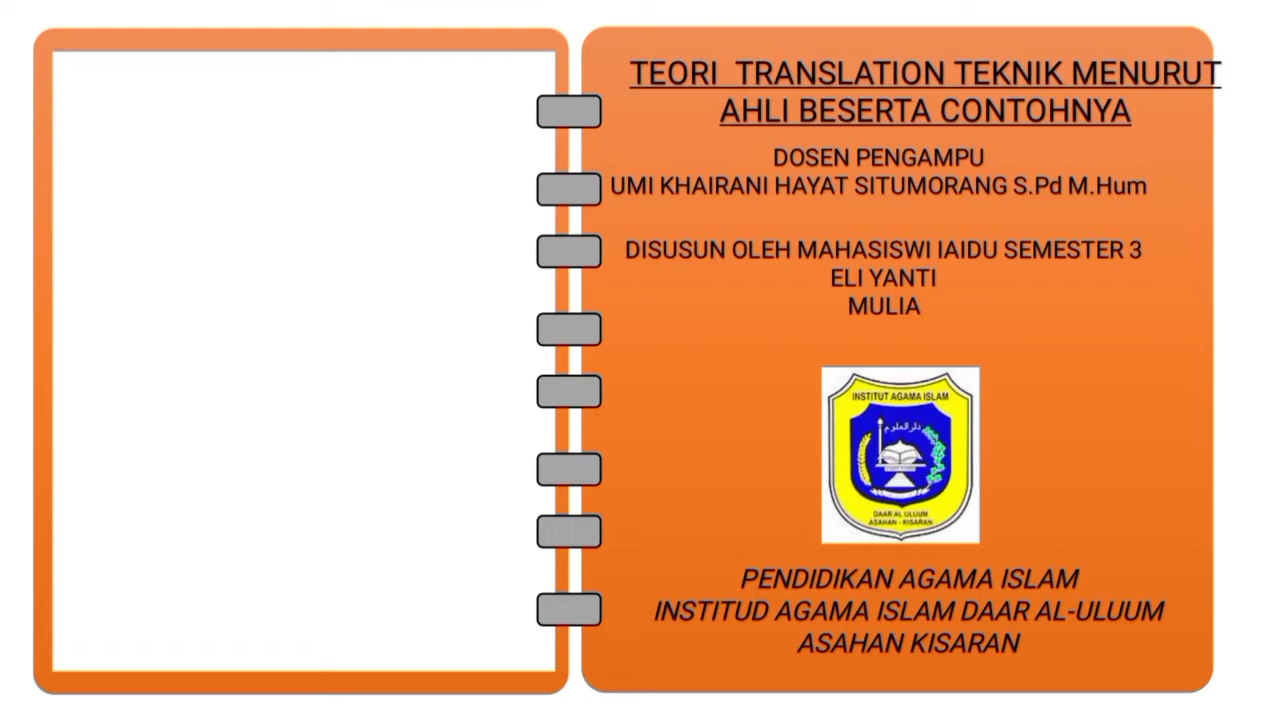 TEORI TRANSLATION TEKNIK MENURUT
AHLI BESERTA CONTOHNYA
DOSEN PENGAMPU
UMI KHAIRANI HAYAT SITUMORANG S.Pd M.Hum
DISUSUN OLEH MAHASISWI IAIDU SEMESTER 3
ELI YANTI
MULIA
INSTITUT AGAMA ISLAM
دار العلوم
DAAR AL ULUUM
ASAHAN - KISARAN
PENDIDIKAN AGAMA ISLAM
INSTITUD AGAMA ISLAM DAAR AL-ULUUM
ASAHAN KISARAN